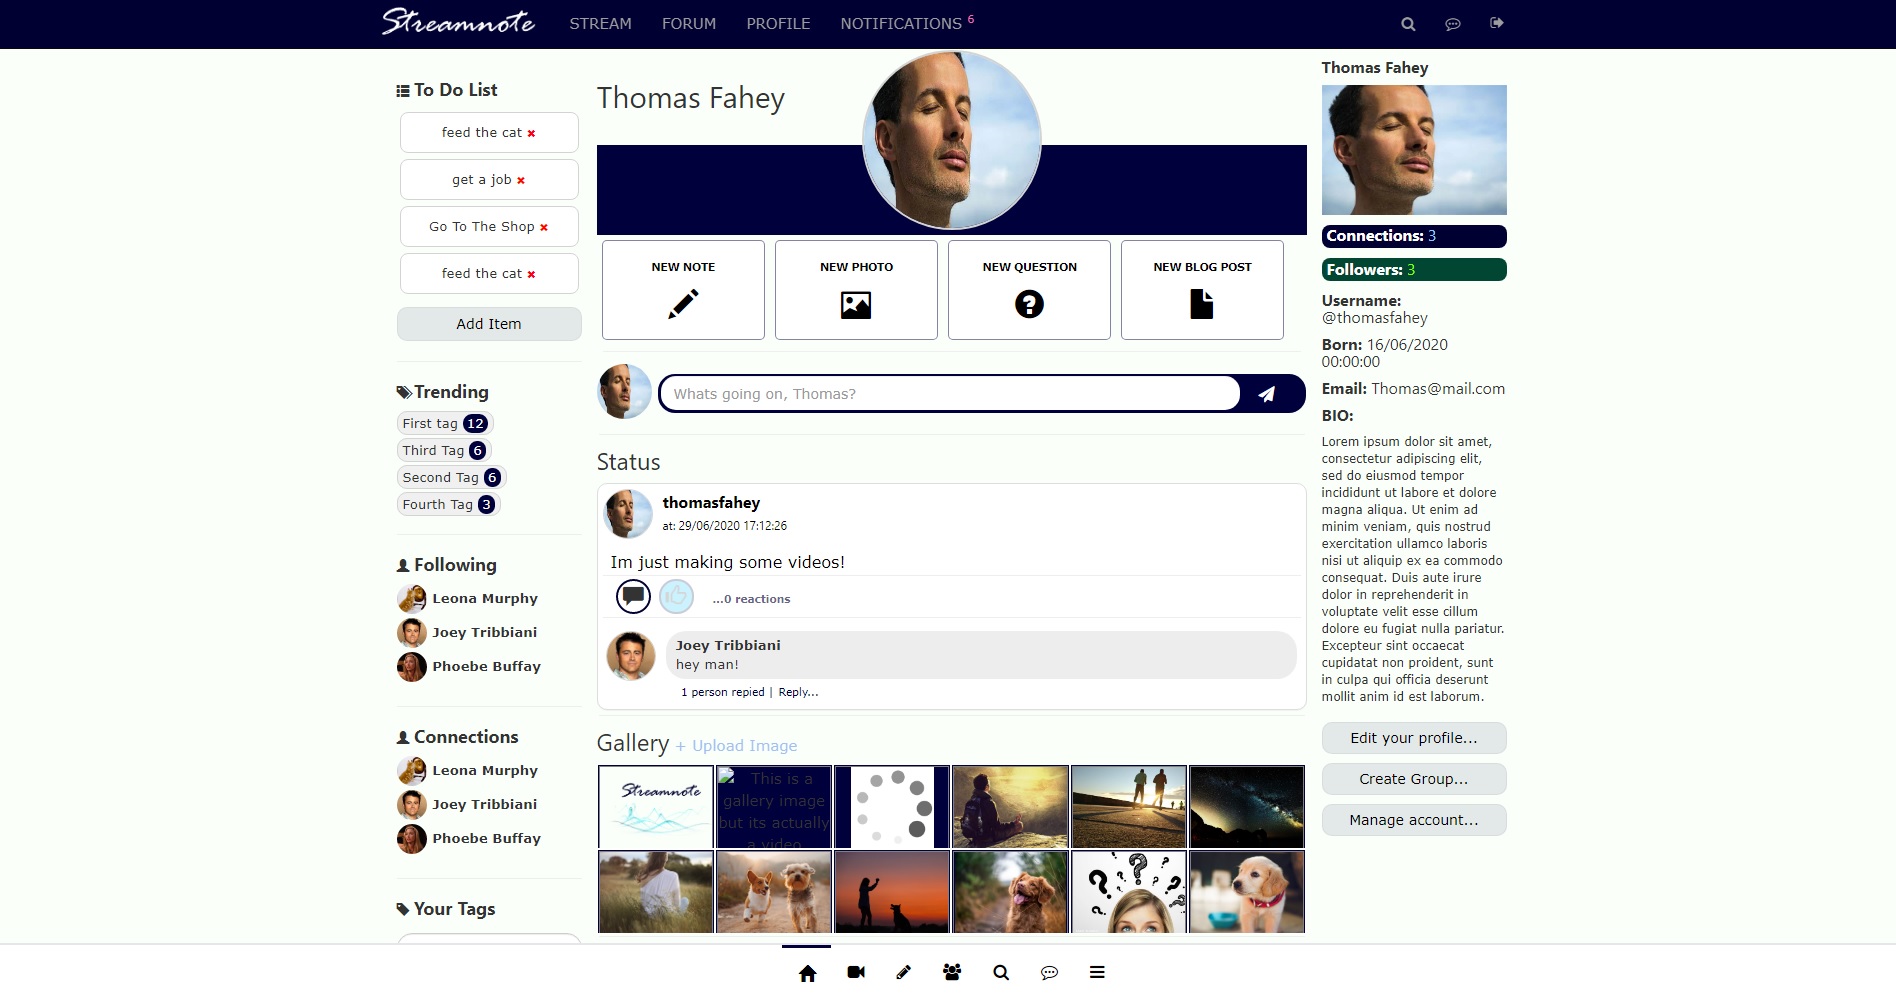 Streamnote STREAM FORUM PROFILE NOTIFICATIONS 6
To Do List
feed the cat
get a job
Go To The Shop
feed the cat
Add Item
Trending
First tag 12
Third Tag 6
Second Tag 6
Fourth Tag 3
Following
Leona Murphy
Joey Tribbiani
Phoebe Buffay
Connections
Leona Murphy
Joey Tribbiani
Phoebe Buffay
Your Tags
Thomas Fahey
NEW NOTE
NEW PHOTO
NEW QUESTION
NEW BLOG POST
Whats going on, Thomas?
Status
thomasfahey
at: 29/06/2020 17:12:26
Im just making some videos!
...0 reactions
Joey Tribbiani
hey man!
1 person repied | Reply...
Gallery + Upload Image
Streamnote
This is a
gallery image
but its actually
a video
Thomas Fahey
Connections: 3
Followers: 3
Username:
@thomasfahey
Born: 16/06/2020
00:00:00
Email: Thomas@mail.com
BIO:
Lorem ipsum dolor sit amet,
consectetur adipiscing elit,
sed do eiusmod tempor
incididunt ut labore et dolore
magna aliqua. Ut enim ad
minim veniam, quis nostrud
exercitation ullamco laboris
nisi ut aliquip ex ea commodo
consequat. Duis aute irure
dolor in reprehenderit in
voluptate velit esse cillum
dolore eu fugiat nulla pariatur.
Excepteur sint occaecat
cupidatat non proident, sunt
in culpa qui officia deserunt
mollit anim id est laborum.
Edit your profile...
Create Group...
Manage account...